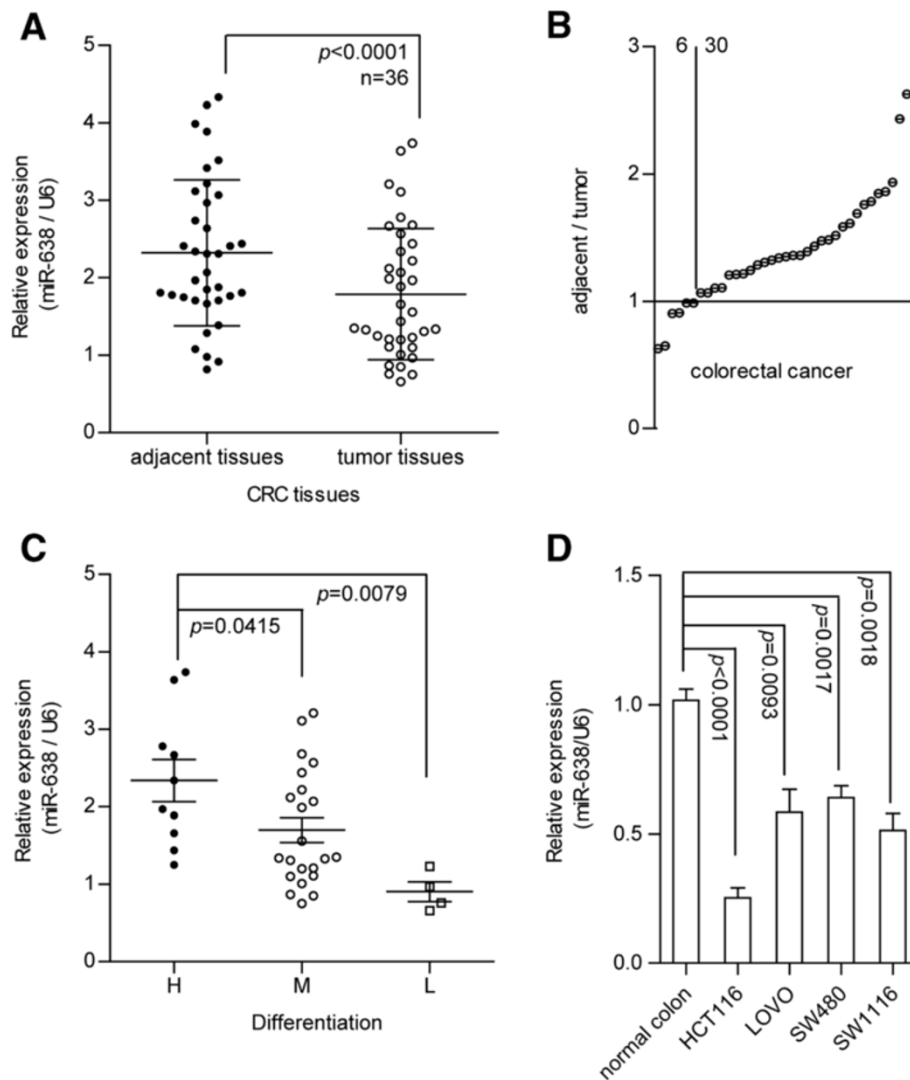 A
5
4
3
2
1
0
Relative expression
(miR-638 / U6)
p<0.0001
n=36
adjacent tissues
tumor tissues
CRC tissues
B
3
2
1
0
adjacent / tumor
6 30
colorectal cancer
C
5
4
3
2
1
0
Relative expression
(miR-638 / U6)
p=0.0079
p=0.0415
H
M
L
Differentiation
D
1.5
1.0
0.5
0.0
Relative expression
(miR-638/U6)
p<0.0001
p=0.0093
p=0.0017
p=0.0018
normal colon
HCT116
LOVO
SW480
SW1116